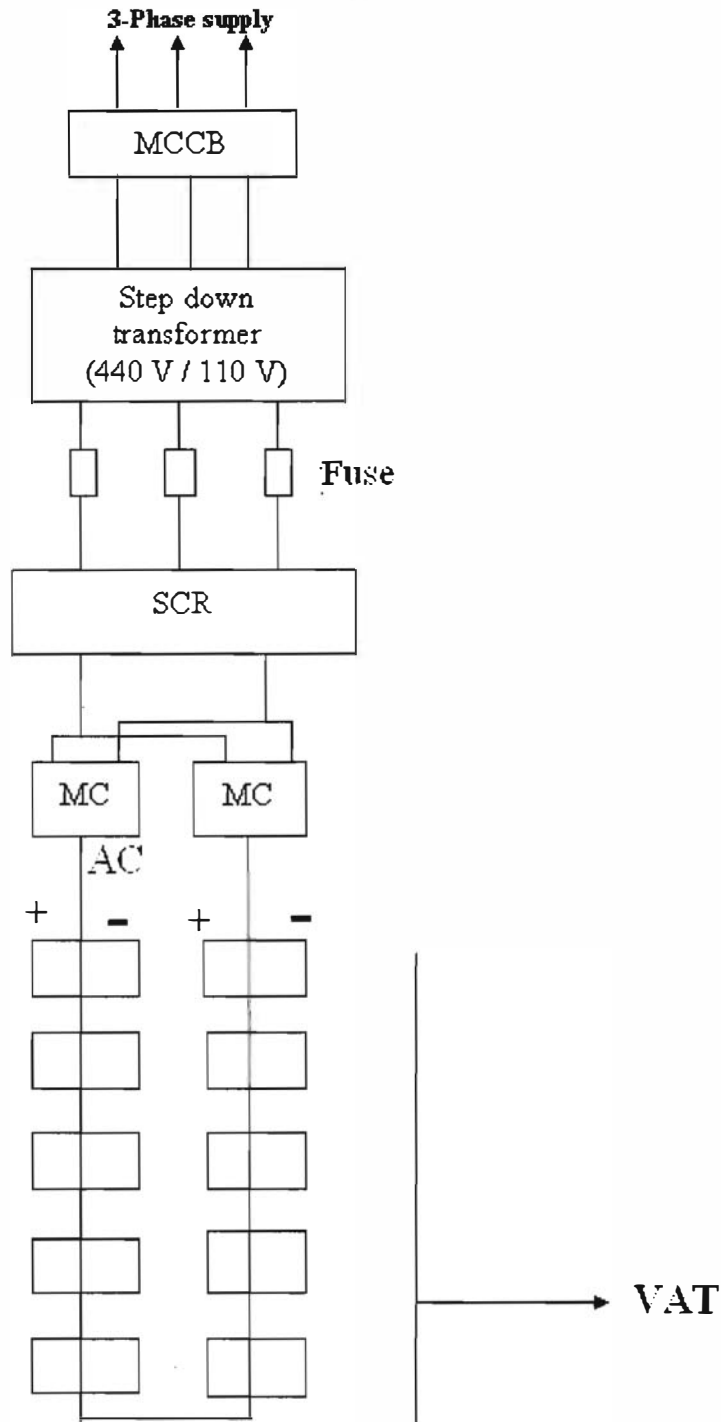 3-Phase supply
MCCB
Step down
transformer
(440 V / 110 V)
Fuse
SCR
MC MC
AC
+ - + -
VAT